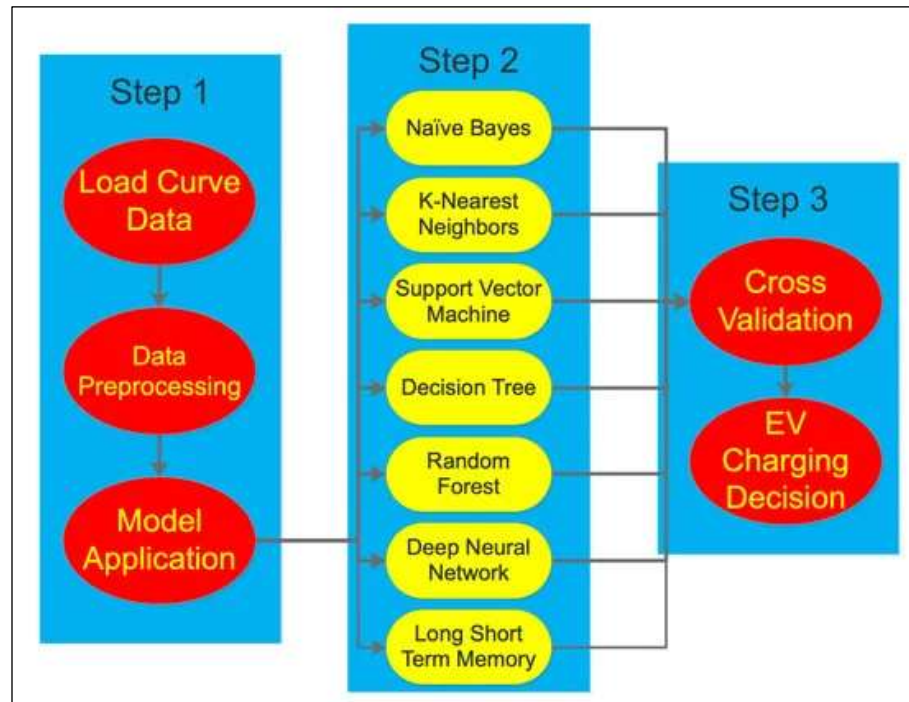 Step 1
Load Curve
Data
Data
Preprocessing
Model
Application
Step 2
Naïve Bayes
K-Nearest
Neighbors
Support Vector
Machine
Decision Tree
Random
Forest
Deep Neural
Network
Long Short
Term Memory
Step 3
Cross
Validation
EV
Charging
Decision